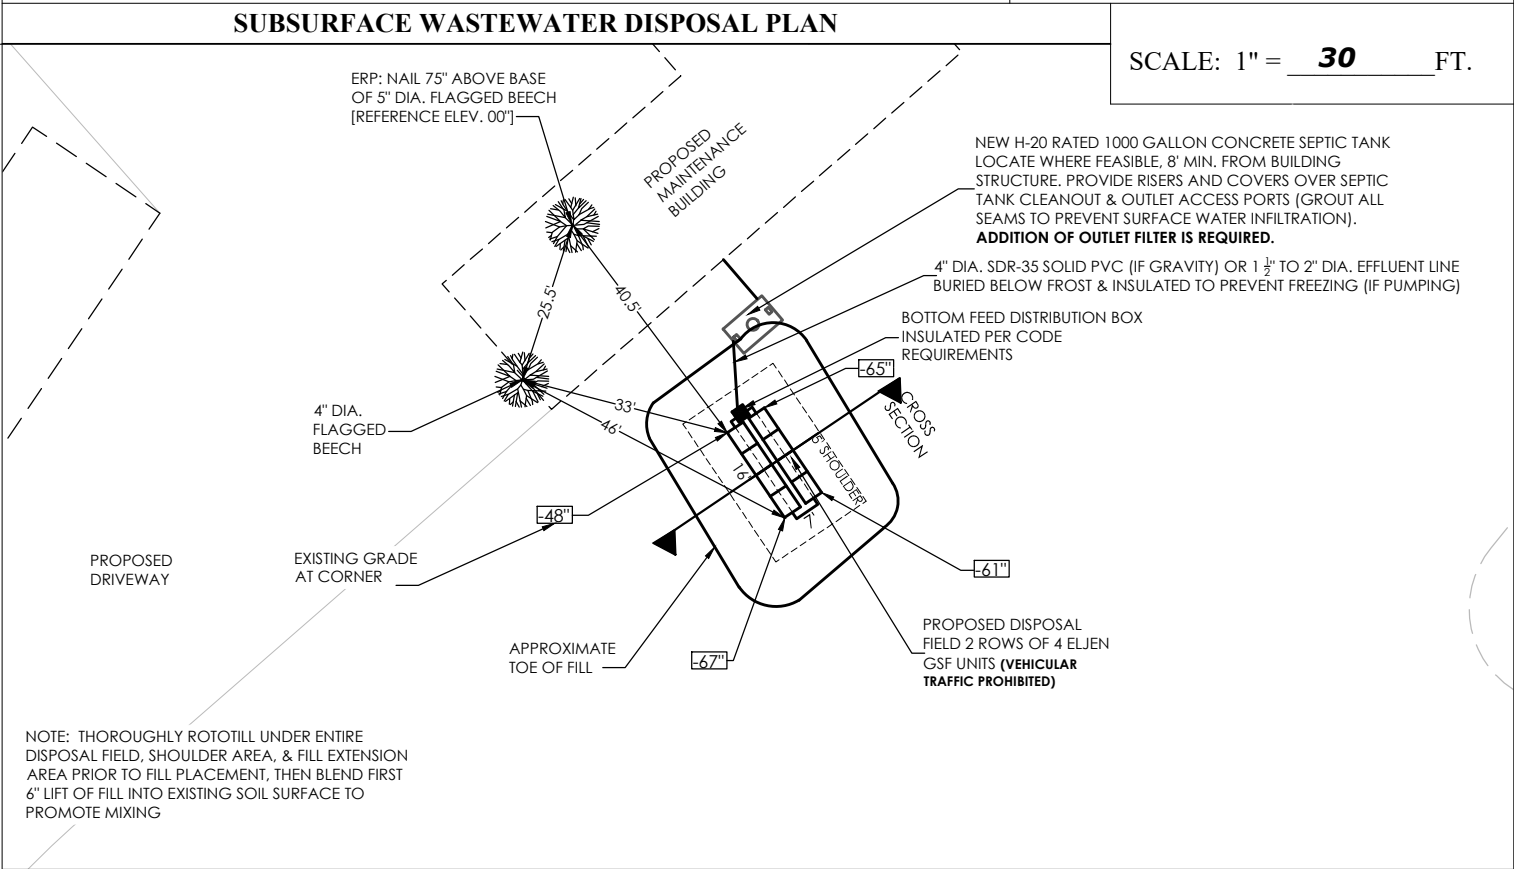 SUBSURFACE WASTEWATER DISPOSAL PLAN
SCALE: 1" = 30 FT.
ERP: NAIL 75" ABOVE BASE
OF 5" DIA. FLAGGED BEECH
[REFERENCE ELEV. 00"]
PROPOSED
MAINTENANCE
BUILDING
NEW H-20 RATED 1000 GALLON CONCRETE SEPTIC TANK
LOCATE WHERE FEASIBLE, 8' MIN. FROM BUILDING
STRUCTURE. PROVIDE RISERS AND COVERS OVER SEPTIC
TANK CLEANOUT & OUTLET ACCESS PORTS (GROUT ALL
SEAMS TO PREVENT SURFACE WATER INFILTRATION).
ADDITION OF OUTLET FILTER IS REQUIRED.
4" DIA. SDR-35 SOLID PVC (IF GRAVITY) OR 1 1/2" TO 2" DIA. EFFLUENT LINE
BURIED BELOW FROST & INSULATED TO PREVENT FREEZING (IF PUMPING)
BOTTOM FEED DISTRIBUTION BOX
INSULATED PER CODE
REQUIREMENTS
25.5'
40.5'
33'
46'
-65"
CROSS
SECTION
4" DIA.
FLAGGED
BEECH
16'
5' SHOULDER
7'
-48"
EXISTING GRADE
AT CORNER
PROPOSED
DRIVEWAY
-61"
APPROXIMATE
TOE OF FILL
-67"
PROPOSED DISPOSAL
FIELD 2 ROWS OF 4 ELJEN
GSF UNITS (VEHICULAR
TRAFFIC PROHIBITED)
NOTE: THOROUGHLY ROTOTILL UNDER ENTIRE
DISPOSAL FIELD, SHOULDER AREA, & FILL EXTENSION
AREA PRIOR TO FILL PLACEMENT, THEN BLEND FIRST
6" LIFT OF FILL INTO EXISTING SOIL SURFACE TO
PROMOTE MIXING